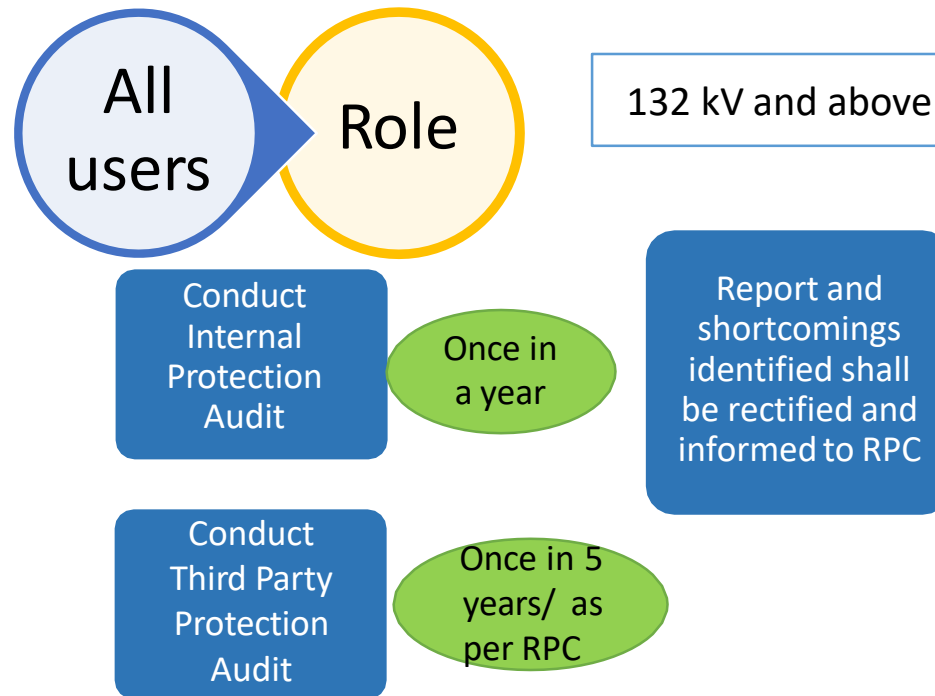 All
users
Role
132 kV and above
Conduct
Internal
Protection
Audit
Once in
a year
Report and
shortcomings
identified shall
be rectified and
informed to RPC
Conduct
Third Party
Protection
Audit
Once in 5
years/ as
per RPC